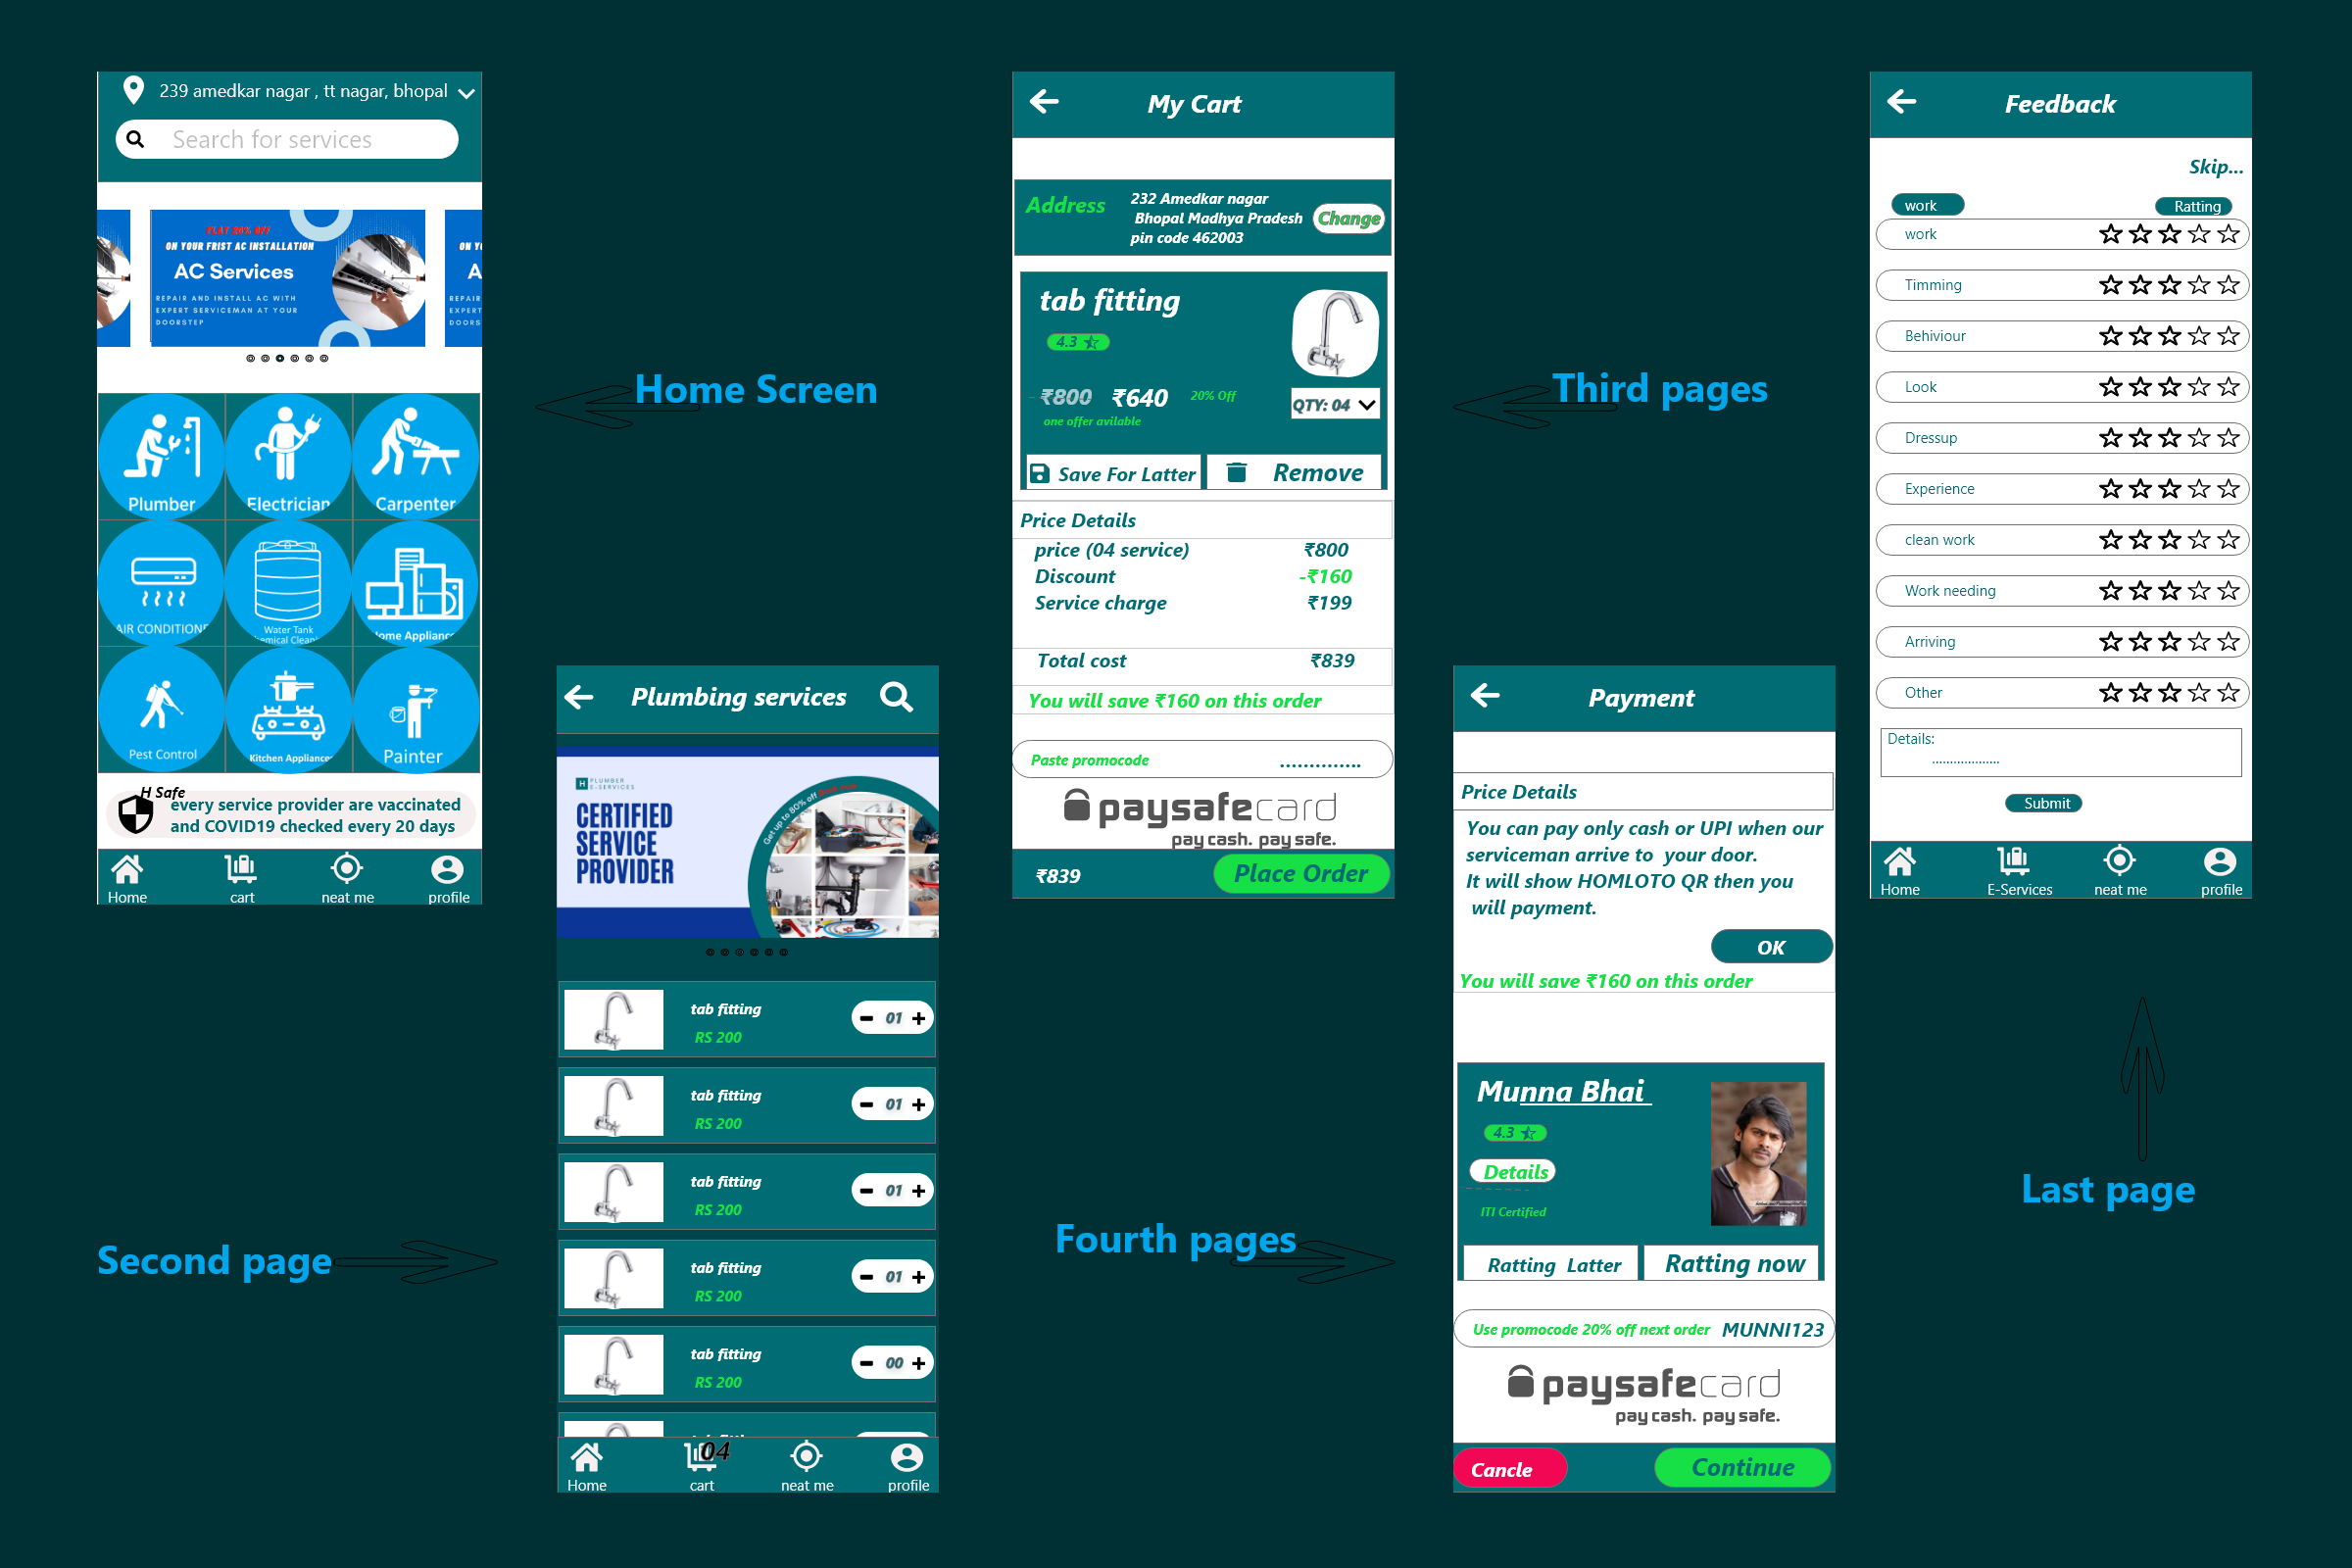 239 amedkar nagar , tt nagar, bhopal
Search for services
FLAT 20% OFF
ON YOUR FRIST AC INSTALLATION
AC Services
REPAIR AND INSTALL AC WITH
EXPERT SERVICEMAN AT YOUR
DOORSTEP
ON Y
A
REPAIR
EXPERT
DOORS
Plumber
Electrician
Carpenter
AIR CONDITIONE
Water Tank
emical Cleani
ome Applianc
Pest Control
Kitchen Appliance
Painter
H Safe
every service provider are vaccinated
and COVID19 checked every 20 days
Home
cart
neat me
profile
Home Screen
Second page
Plumbing services
H
PLUMBER
E-SERVICES
CERTIFIED
SERVICE
PROVIDER
Get up to 80% off Book now
tab fitting
RS 200
01
tab fitting
RS 200
01
tab fitting
RS 200
01
tab fitting
RS 200
01
tab fitting
RS 200
00
04
Home
cart
neat me
profile
My Cart
Address
232 Amedkar nagar
Bhopal Madhya Pradesh
pin code 462003
Change
tab fitting
4.3
₹800 ₹640 20% Off
one offer avilable
QTY: 04
Save For Latter
Remove
Price Details
price (04 service) ₹800
Discount -₹160
Service charge ₹199
Total cost ₹839
You will save ₹160 on this order
Paste promocode ..............
paysafecard
pay cash. pay safe.
₹839
Place Order
Third pages
Fourth pages
Payment
Price Details
You can pay only cash or UPI when our
serviceman arrive to your door.
It will show HOMLOTO QR then you
will payment.
OK
You will save ₹160 on this order
Munna Bhai
4.3
Details
ITI Certified
Ratting Latter
Ratting now
Use promocode 20% off next order MUNNI123
paysafecard
pay cash. pay safe.
Cancle
Continue
Feedback
Skip...
work
Ratting
work
Timming
Behiviour
Look
Dressup
Experience
clean work
Work needing
Arriving
Other
Details:
...................
Submit
Home
E-Services
neat me
profile
Last page